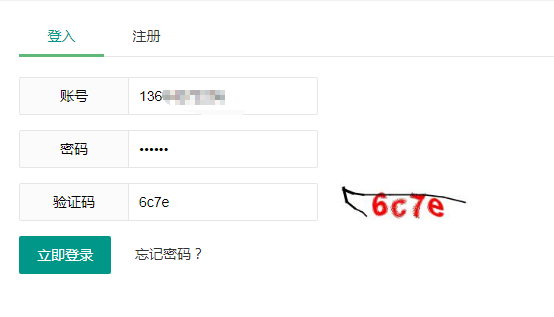 登入 注册
账号 136
密码 ••••••
验证码 6c7e 6c7e
立即登录 忘记密码？